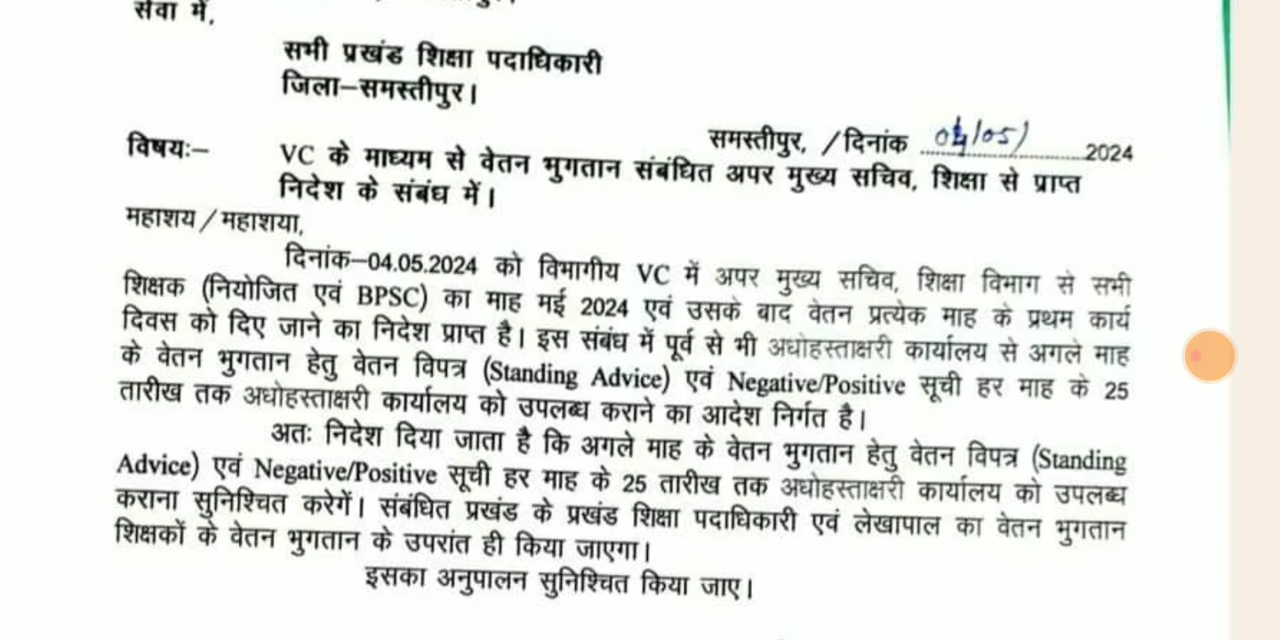 सेवा में,
सभी प्रखंड शिक्षा पदाधिकारी
जिला–समस्तीपुर।
समस्तीपुर, /दिनांक 04/05/ 2024
विषयः– VC के माध्यम से वेतन भुगतान संबंधित अपर मुख्य सचिव, शिक्षा से प्राप्त
निदेश के संबंध में।
महाशय/महाशया,
दिनांक–04.05.2024 को विभागीय VC में अपर मुख्य सचिव, शिक्षा विभाग से सभी
शिक्षक (नियोजित एवं BPSC) का माह मई 2024 एवं उसके बाद वेतन प्रत्येक माह के प्रथम कार्य
दिवस को दिए जाने का निदेश प्राप्त है। इस संबंध में पूर्व से भी अधोहस्ताक्षरी कार्यालय से अगले माह
के वेतन भुगतान हेतु वेतन विपत्र (Standing Advice) एवं Negative/Positive सूची हर माह के 25
तारीख तक अधोहस्ताक्षरी कार्यालय को उपलब्ध कराने का आदेश निर्गत है।
अतः निदेश दिया जाता है कि अगले माह के वेतन भुगतान हेतु वेतन विपत्र (Standing
Advice) एवं Negative/Positive सूची हर माह के 25 तारीख तक अधोहस्ताक्षरी कार्यालय को उपलब्ध
कराना सुनिश्चित करेगें। संबंधित प्रखंड के प्रखंड शिक्षा पदाधिकारी एवं लेखापाल का वेतन भुगतान
शिक्षकों के वेतन भुगतान के उपरांत ही किया जाएगा।
इसका अनुपालन सुनिश्चित किया जाए।